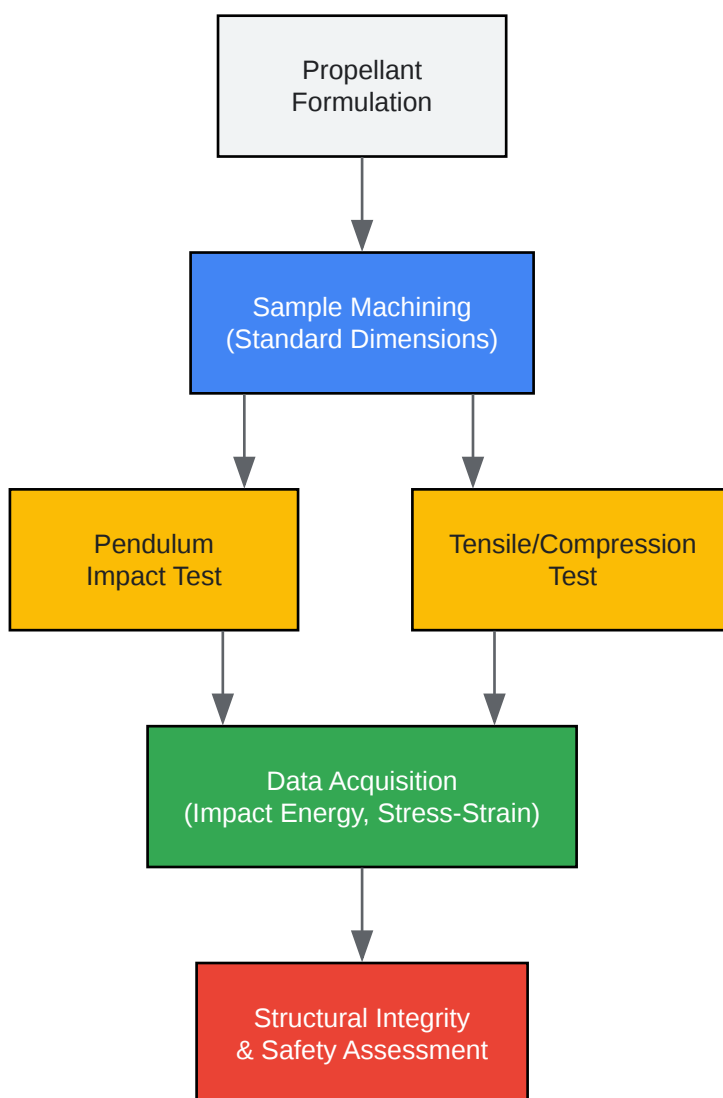 Propellant
Formulation
Sample Machining
(Standard Dimensions)
Pendulum
Impact Test
Tensile/Compression
Test
Data Acquisition
(Impact Energy, Stress-Strain)
Structural Integrity
& Safety Assessment